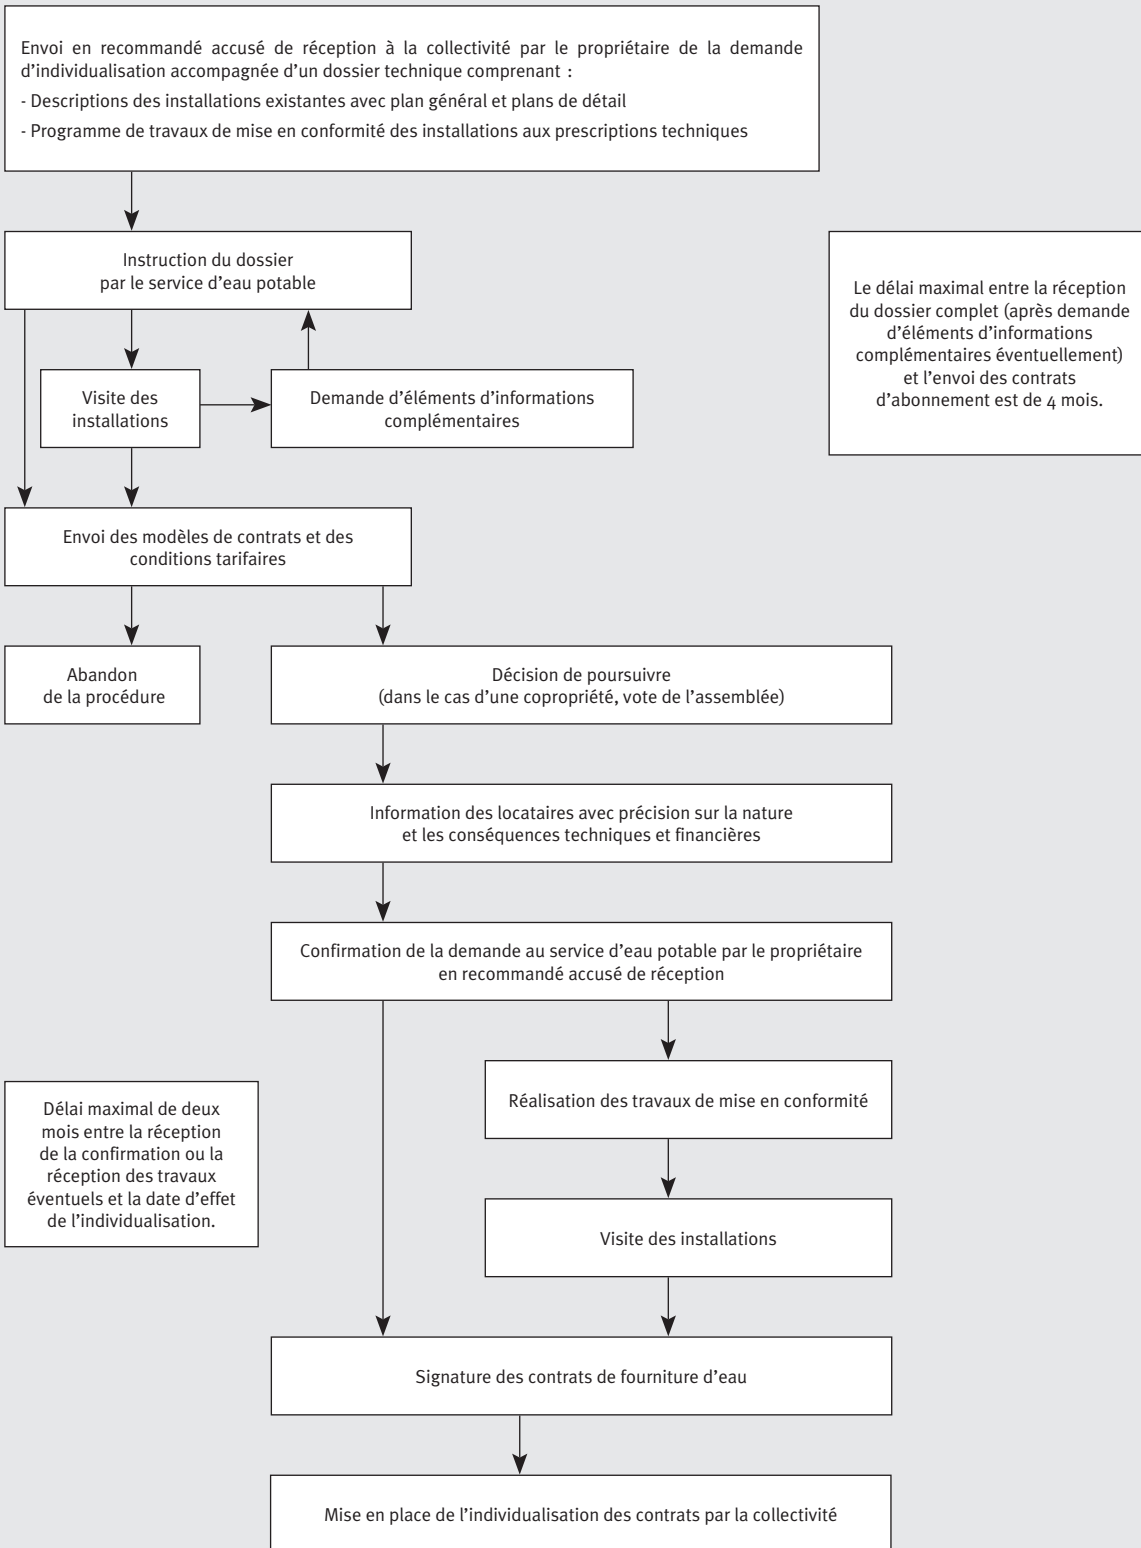 Envoi en recommandé accusé de réception à la collectivité par le propriétaire de la demande
d'individualisation accompagnée d'un dossier technique comprenant :
- Descriptions des installations existantes avec plan général et plans de détail
- Programme de travaux de mise en conformité des installations aux prescriptions techniques
Instruction du dossier
par le service d'eau potable
Le délai maximal entre la réception
du dossier complet (après demande
d'éléments d'informations
complémentaires éventuellement)
et l'envoi des contrats
d'abonnement est de 4 mois.
Visite des
installations
Demande d'éléments d'informations
complémentaires
Envoi des modèles de contrats et des
conditions tarifaires
Abandon
de la procédure
Décision de poursuivre
(dans le cas d'une copropriété, vote de l'assemblée)
Information des locataires avec précision sur la nature
et les conséquences techniques et financières
Confirmation de la demande au service d'eau potable par le propriétaire
en recommandé accusé de réception
Réalisation des travaux de mise en conformité
Délai maximal de deux
mois entre la réception
de la confirmation ou la
réception des travaux
éventuels et la date d'effet
de l'individualisation.
Visite des installations
Signature des contrats de fourniture d'eau
Mise en place de l'individualisation des contrats par la collectivité